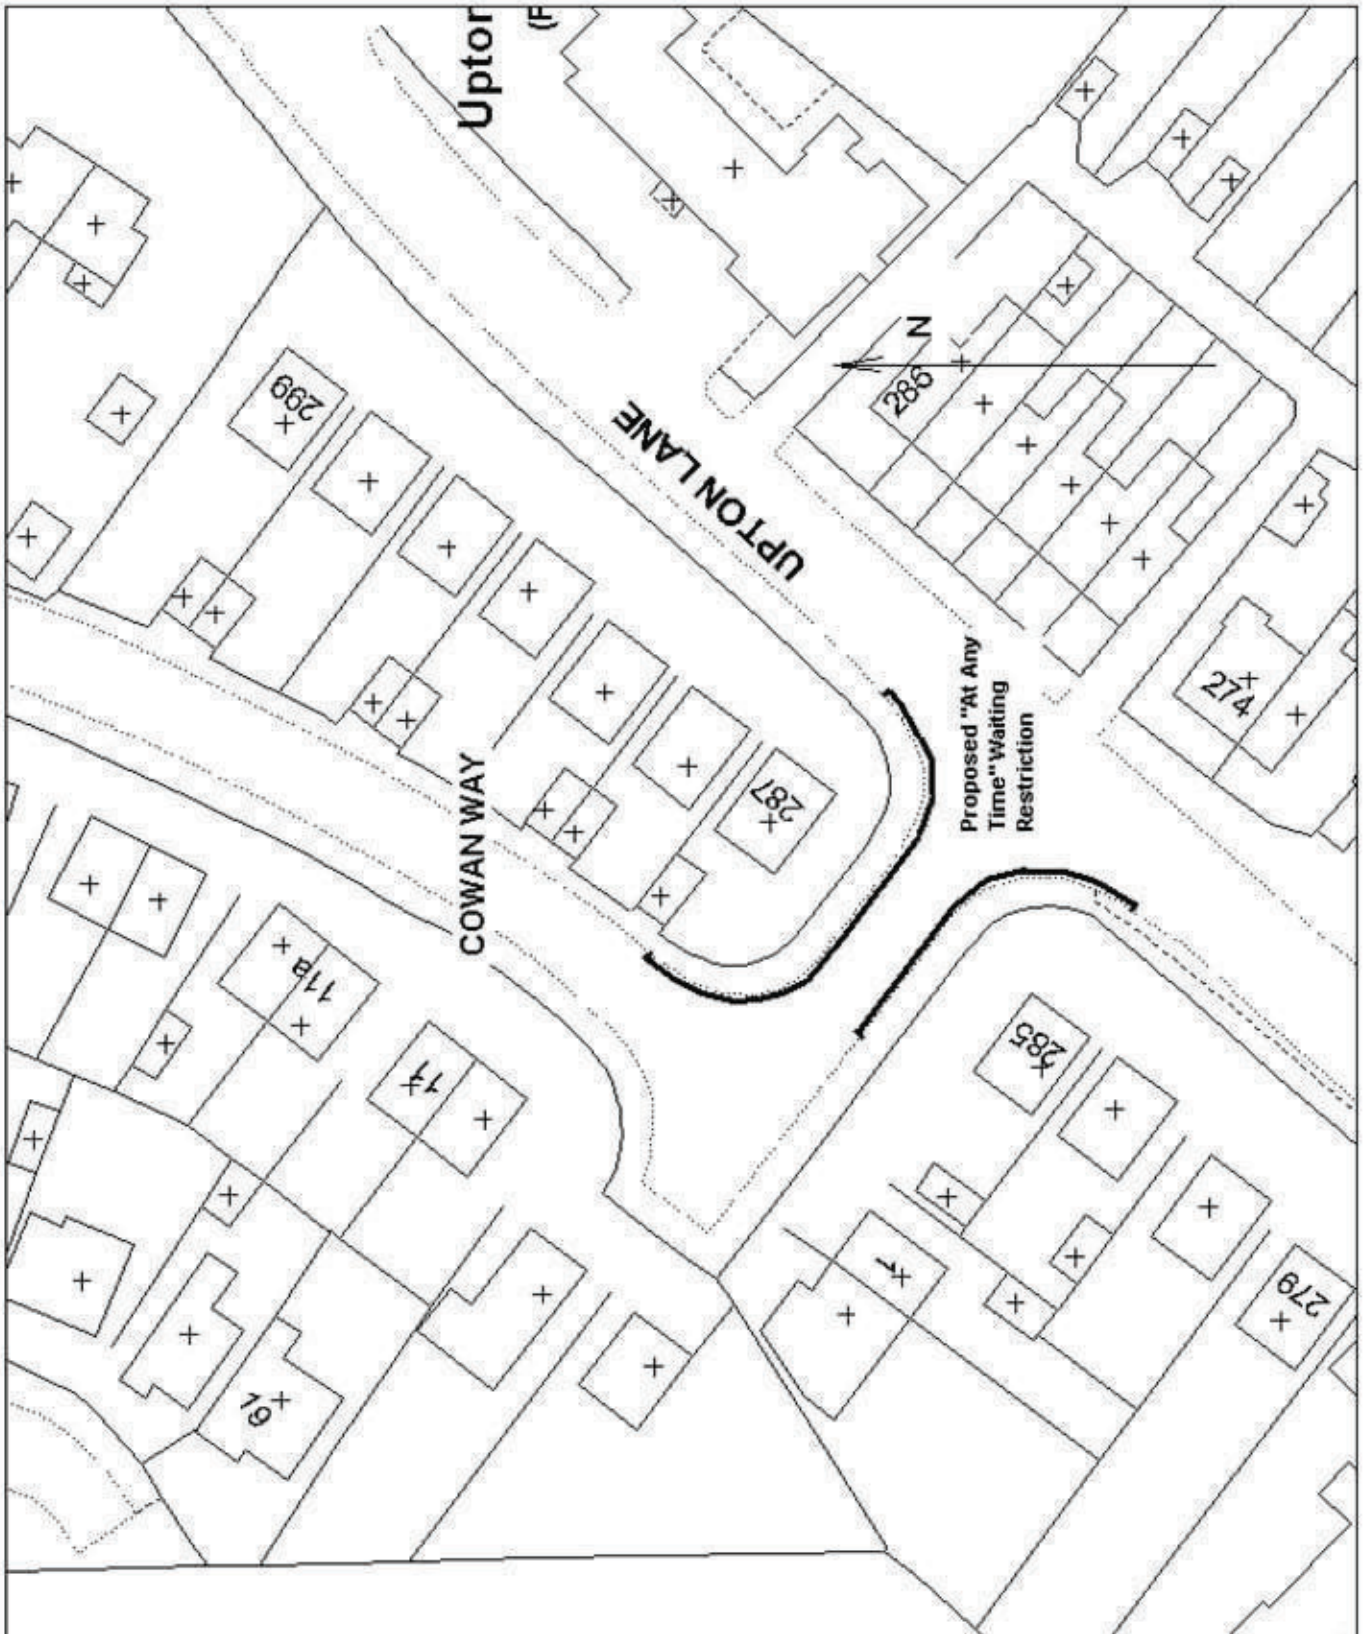 Uptor
(F
299
N
286
UPTON LANE
274
Proposed "At Any
Time" Waiting
Restriction
COWAN WAY
287
11a
11
285
1
279
19